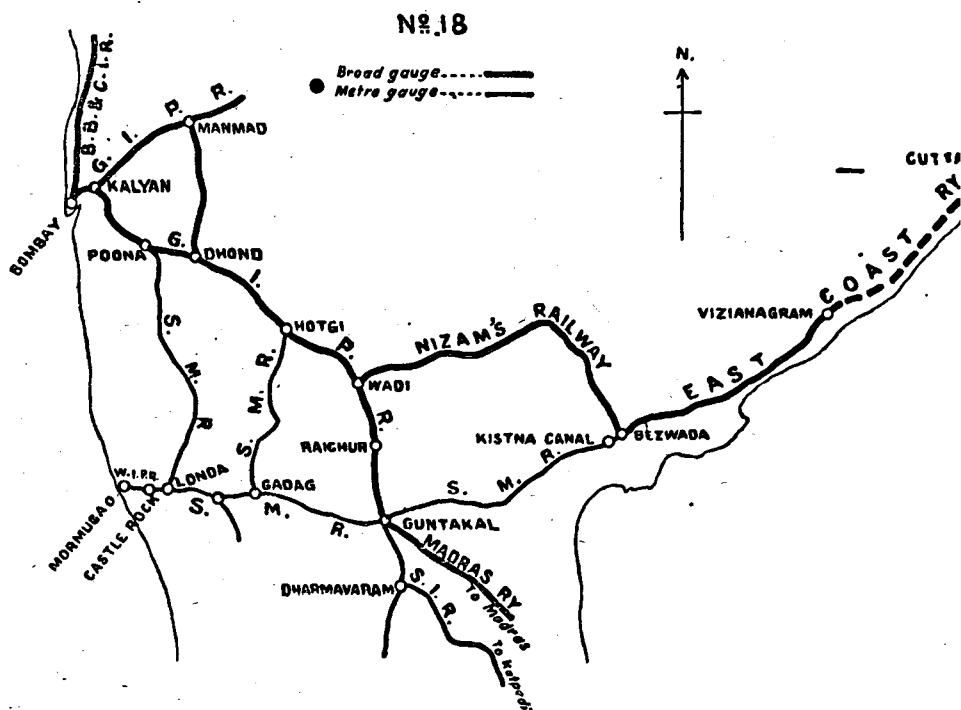 Nº 18
Broad gauge
Metre gauge
N.
B. B. & C. I. R.
G. I. P. R.
MANMAD
KALYAN
BOMBAY
POONA
G. I. P. R.
DHOND
HOTGI
WADI
NIZAM'S RAILWAY
RAICHUR
S. M. R.
S. M. R.
W.I.P.R.
MORMUGAO
CASTLE ROCK
LONDA
GADAG
S. M. R.
GUNTAKAL
S. M. R.
KISTNA CANAL
BEZWADA
EAST COAST RY
VIZIANAGRAM
MADRAS RY
To Madras
DHARMAVARAM
S. I. R.